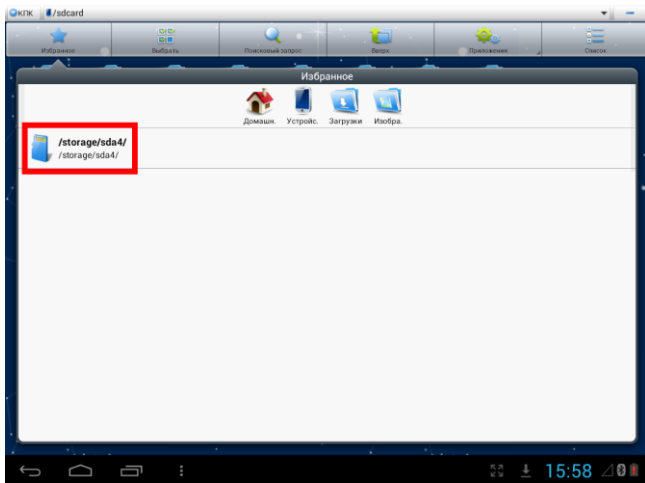 КПК /sdcard
Избранное Выбрать Поисковый запрос Вверх Приложения Список
Избранное
Домашн. Устройс. Загрузки Изобра.
/storage/sda4/
/storage/sda4/
15:58